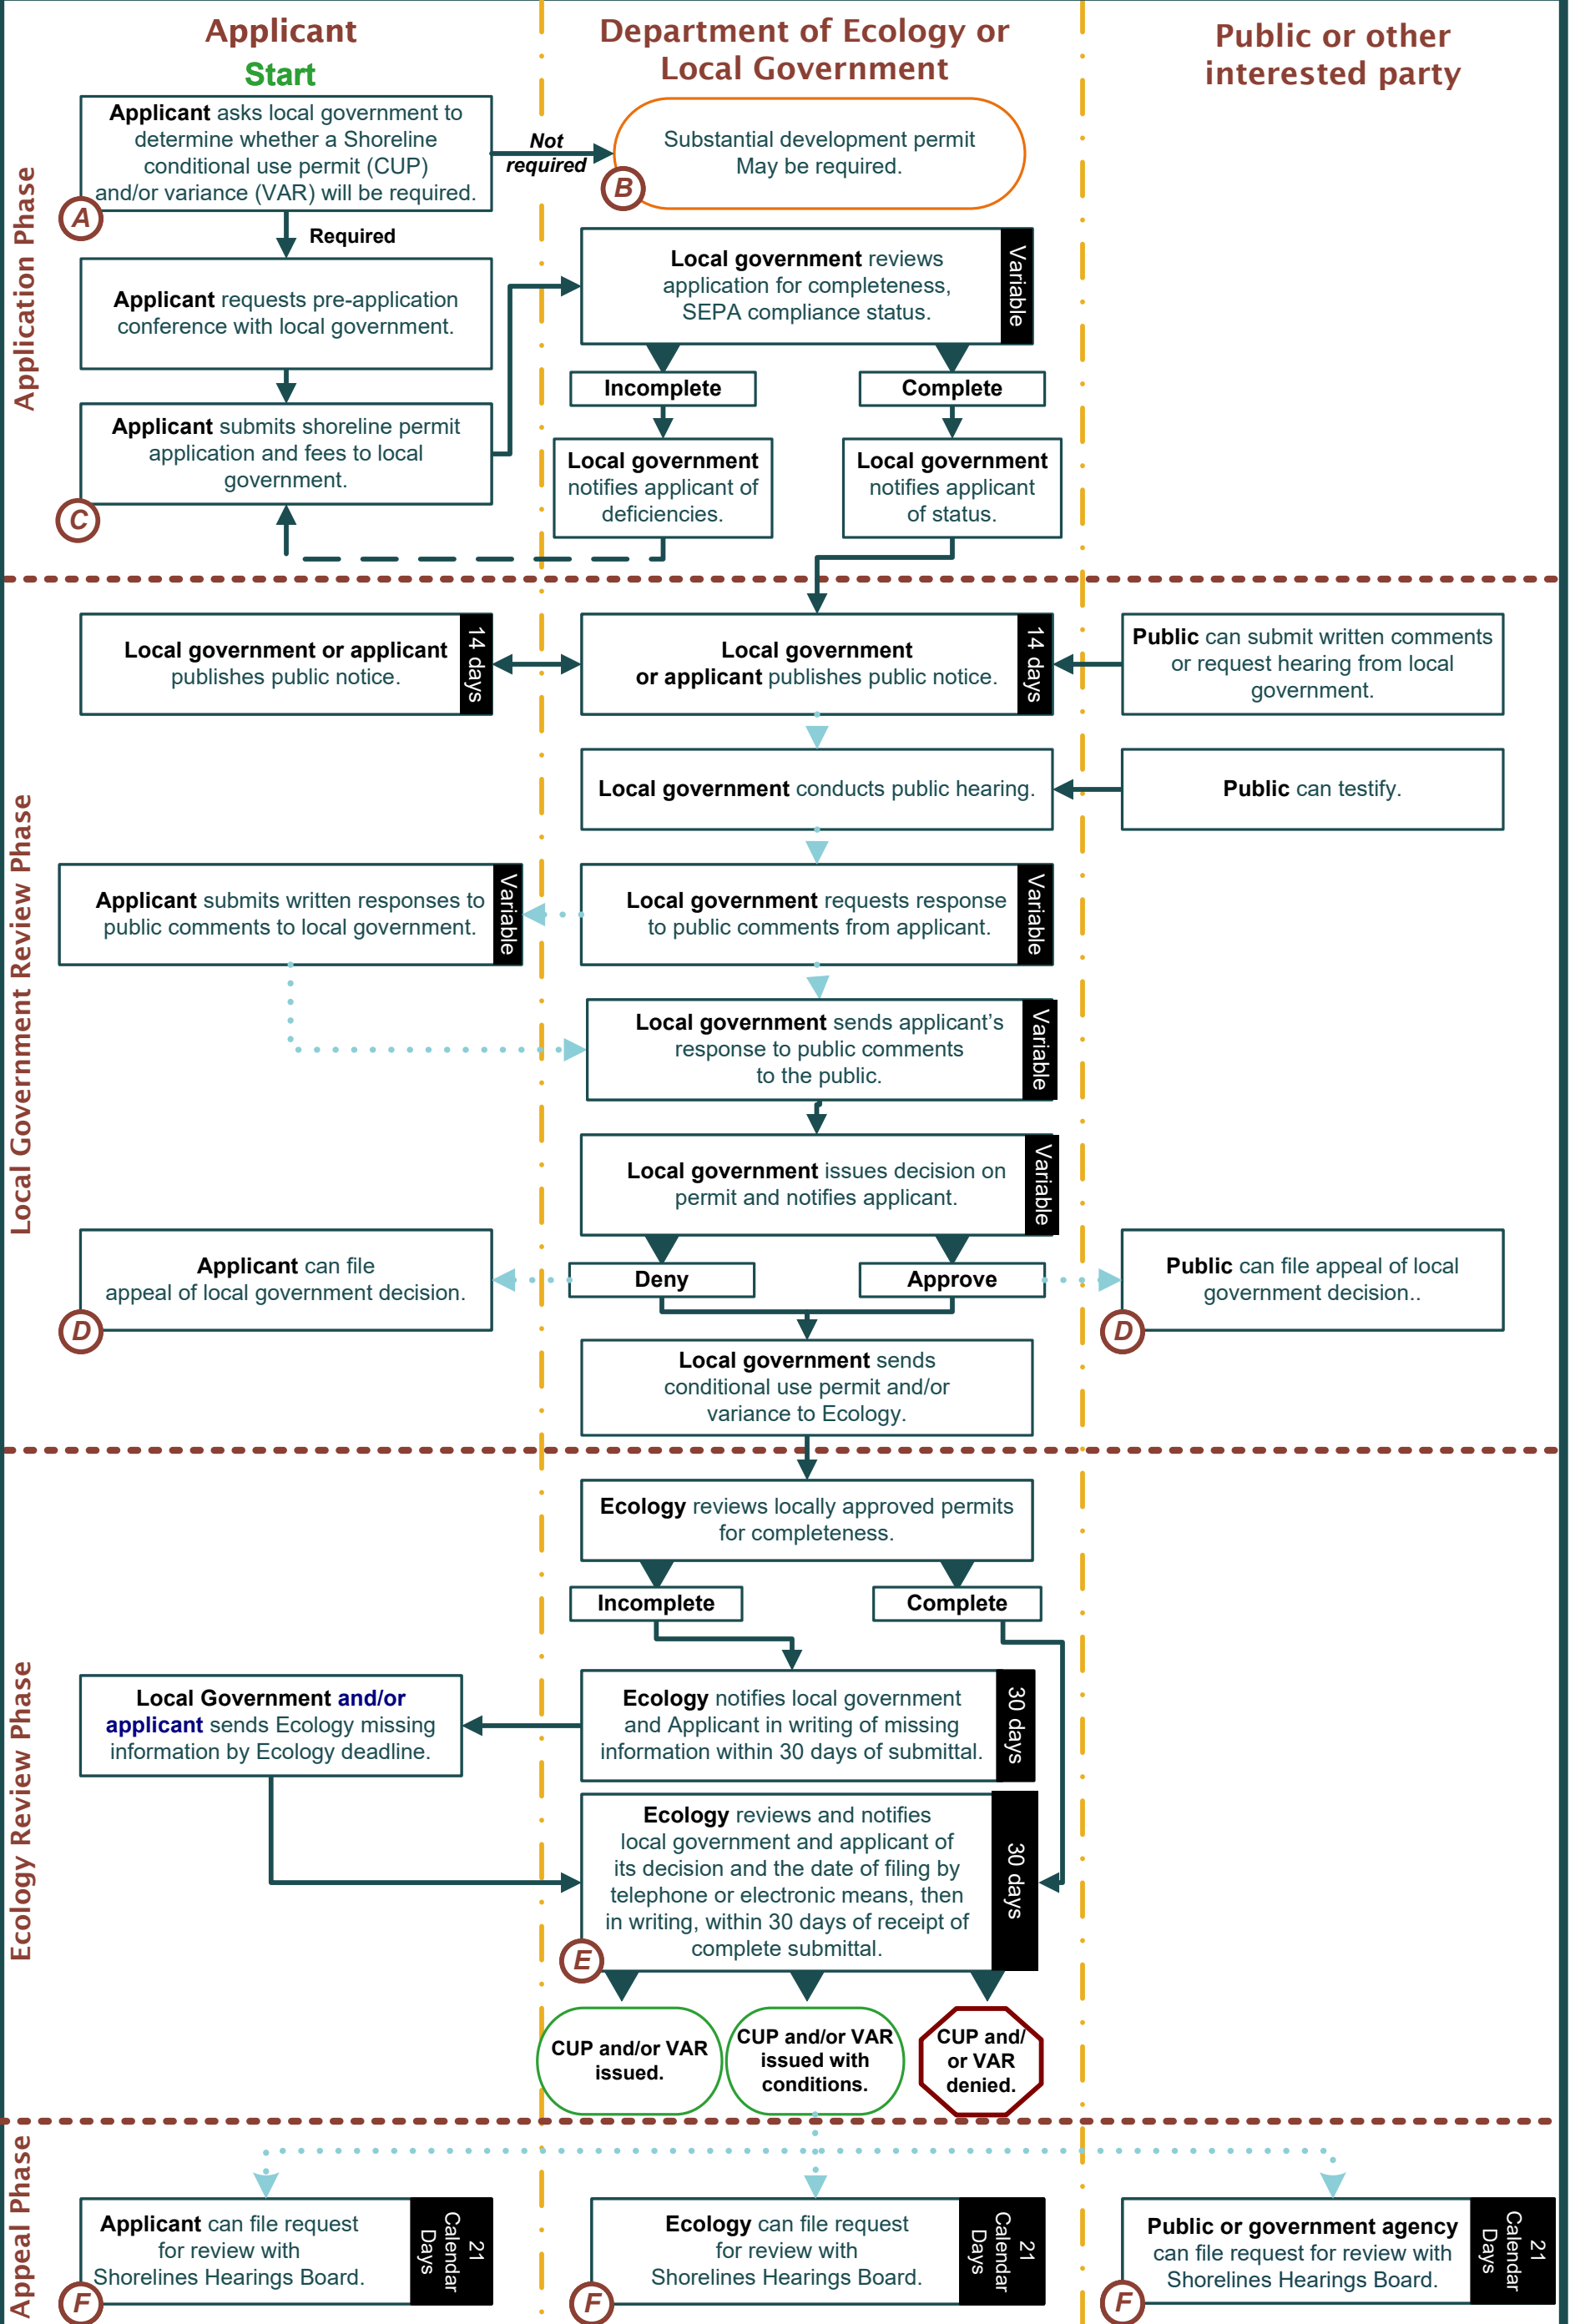 Applicant
Start
Department of Ecology or
Local Government
Public or other
interested party
Application Phase
Applicant asks local government to
determine whether a Shoreline
conditional use permit (CUP)
and/or variance (VAR) will be required.
A
Not
required
Substantial development permit
May be required.
B
Required
Applicant requests pre-application
conference with local government.
Applicant submits shoreline permit
application and fees to local
government.
C
Local government reviews
application for completeness,
SEPA compliance status.
Variable
Incomplete
Complete
Local government
notifies applicant of
deficiencies.
Local government
notifies applicant
of status.
Local Government Review Phase
Local government or applicant
publishes public notice.
14 days
Local government
or applicant publishes public notice.
14 days
Public can submit written comments
or request hearing from local
government.
Local government conducts public hearing.
Public can testify.
Applicant submits written responses to
public comments to local government.
Variable
Local government requests response
to public comments from applicant.
Variable
Local government sends applicant’s
response to public comments
to the public.
Variable
Local government issues decision on
permit and notifies applicant.
Variable
Applicant can file
appeal of local government decision.
D
Deny
Approve
Public can file appeal of local
government decision..
D
Local government sends
conditional use permit and/or
variance to Ecology.
Ecology Review Phase
Ecology reviews locally approved permits
for completeness.
Incomplete
Complete
Local Government and/or
applicant sends Ecology missing
information by Ecology deadline.
Ecology notifies local government
and Applicant in writing of missing
information within 30 days of submittal.
30 days
Ecology reviews and notifies
local government and applicant of
its decision and the date of filing by
telephone or electronic means, then
in writing, within 30 days of receipt of
complete submittal.
30 days
E
CUP and/or VAR
issued.
CUP and/or VAR
issued with
conditions.
CUP and/
or VAR
denied.
Appeal Phase
Applicant can file request
for review with
Shorelines Hearings Board.
21
Calendar
Days
F
Ecology can file request
for review with
Shorelines Hearings Board.
21
Calendar
Days
F
Public or government agency
can file request for review with
Shorelines Hearings Board.
21
Calendar
Days
F